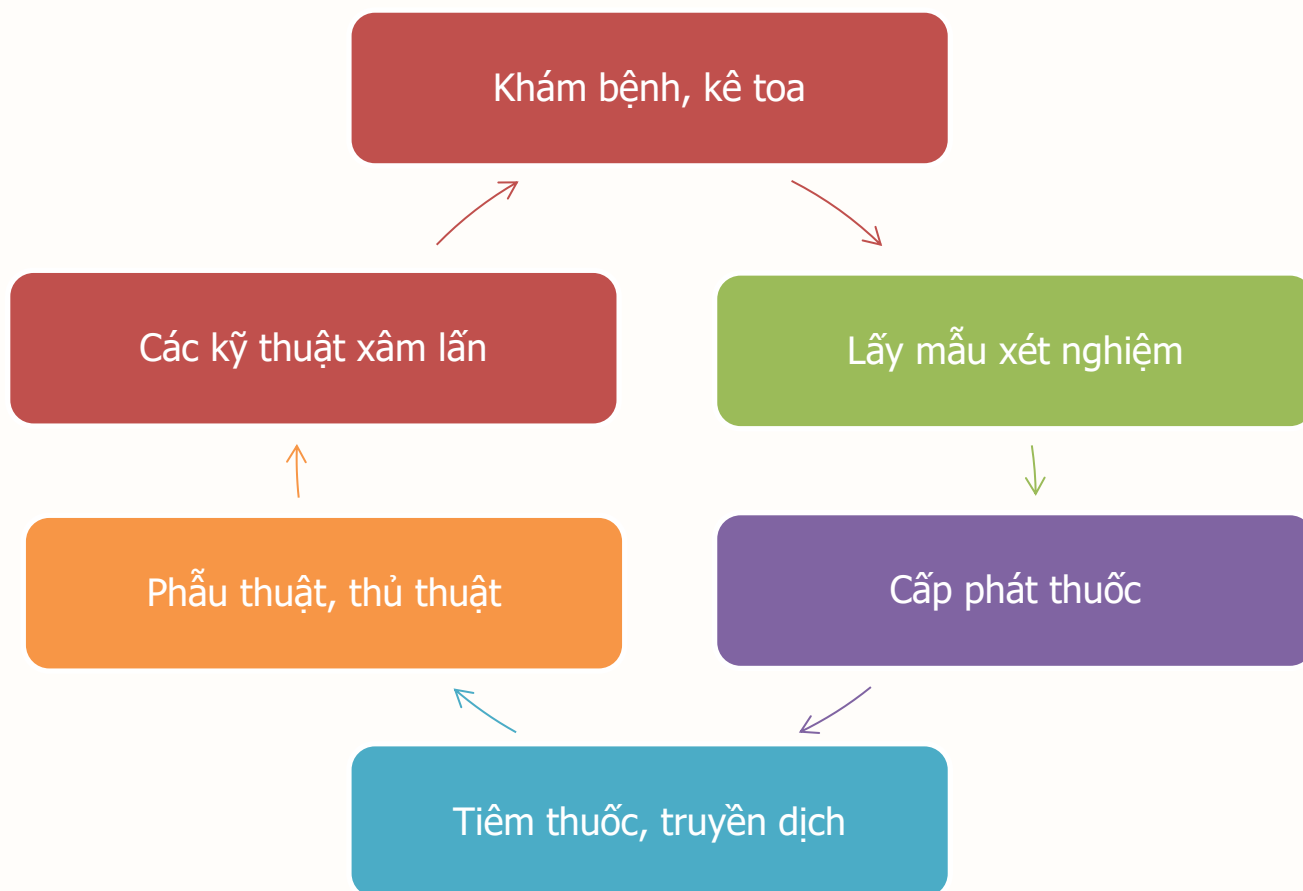 Khám bệnh, kê toa
Các kỹ thuật xâm lấn
Lấy mẫu xét nghiệm
Phẫu thuật, thủ thuật
Cấp phát thuốc
Tiêm thuốc, truyền dịch